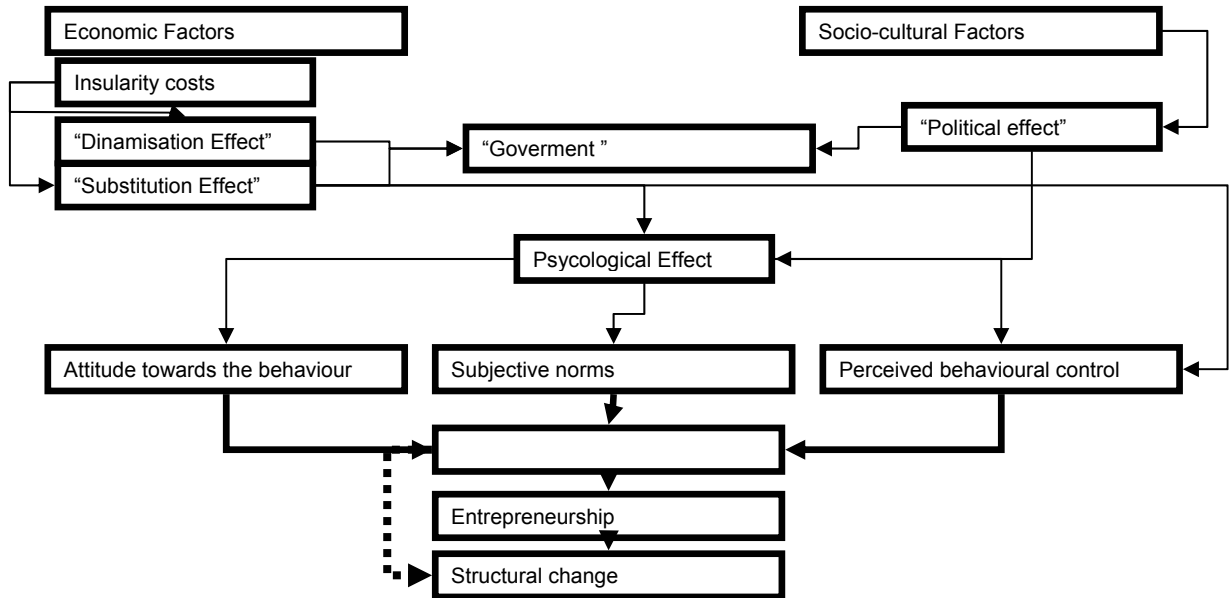 Economic Factors
Socio-cultural Factors
Insularity costs
“Dinamisation Effect”
“Political effect”
“Goverment ”
“Substitution Effect”
Psycological Effect
Attitude towards the behaviour
Subjective norms
Perceived behavioural control
Entrepreneurship
Structural change